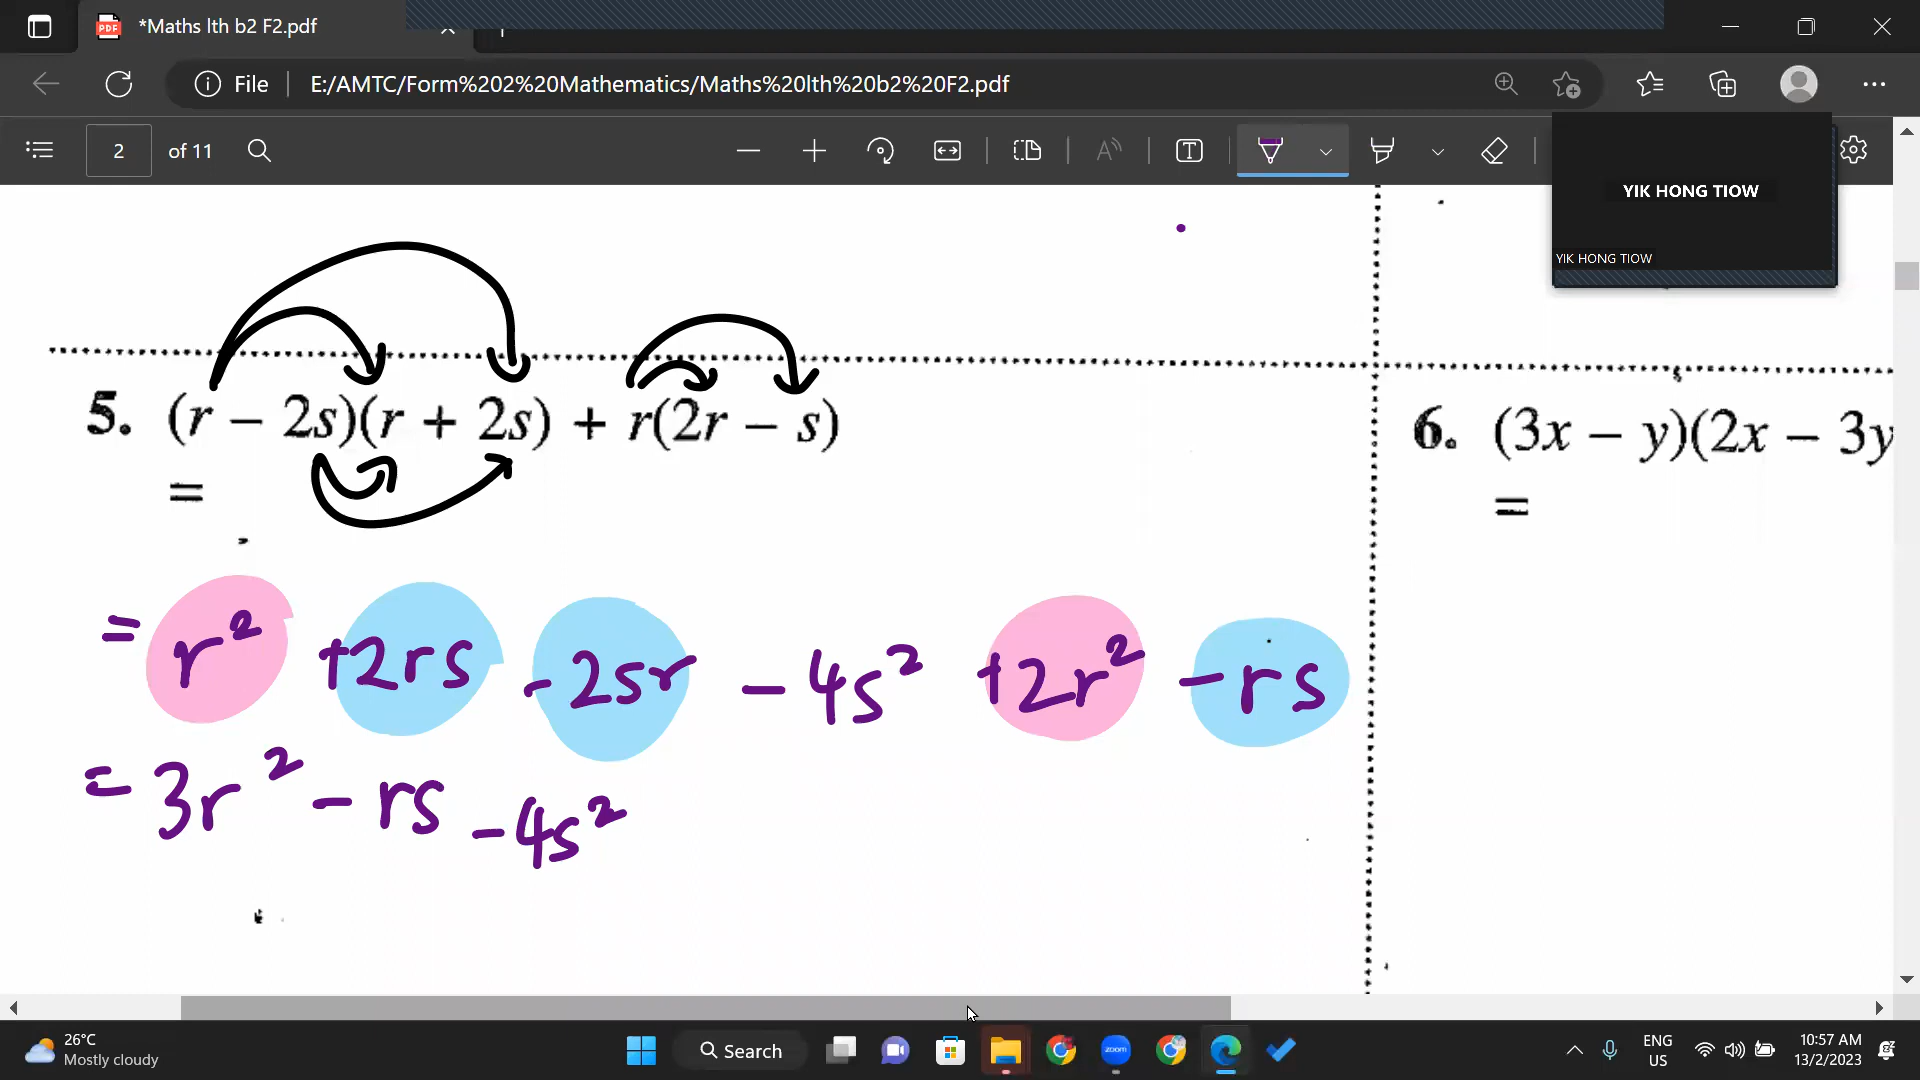 *Maths lth b2 F2.pdf
File E:/AMTC/Form%202%20Mathematics/Maths%20lth%20b2%20F2.pdf
2 of 11
YIK HONG TIOW
YIK HONG TIOW
5. (r − 2s)(r + 2s) + r(2r − s)
=
= r² +2rs -2sr - 4s² +2r² - rs
= 3r² - rs - 4s²
6. (3x − y)(2x − 3y
=
26°C
Mostly cloudy
Search
zoom
ENG
US
10:57 AM
13/2/2023